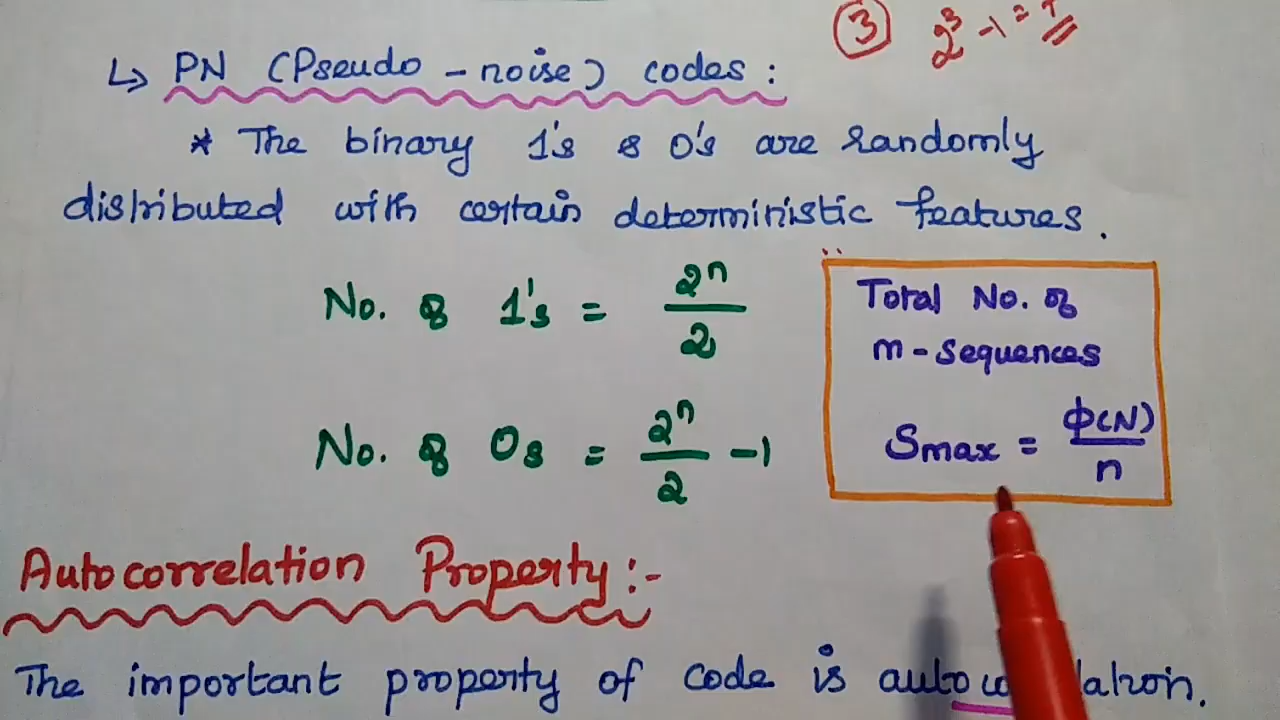 ③ 2³ -1 =
↳ PN (Pseudo - noise) codes :
* The binary 1's & 0's are randomly
distributed with certain deterministic features.
No. of 1's = 2ⁿ / 2
No. of 0s = 2ⁿ / 2 - 1
Total No. of
m - sequences
Smax = ϕ(N) / n
Autocorrelation Property :-
The important property of code is